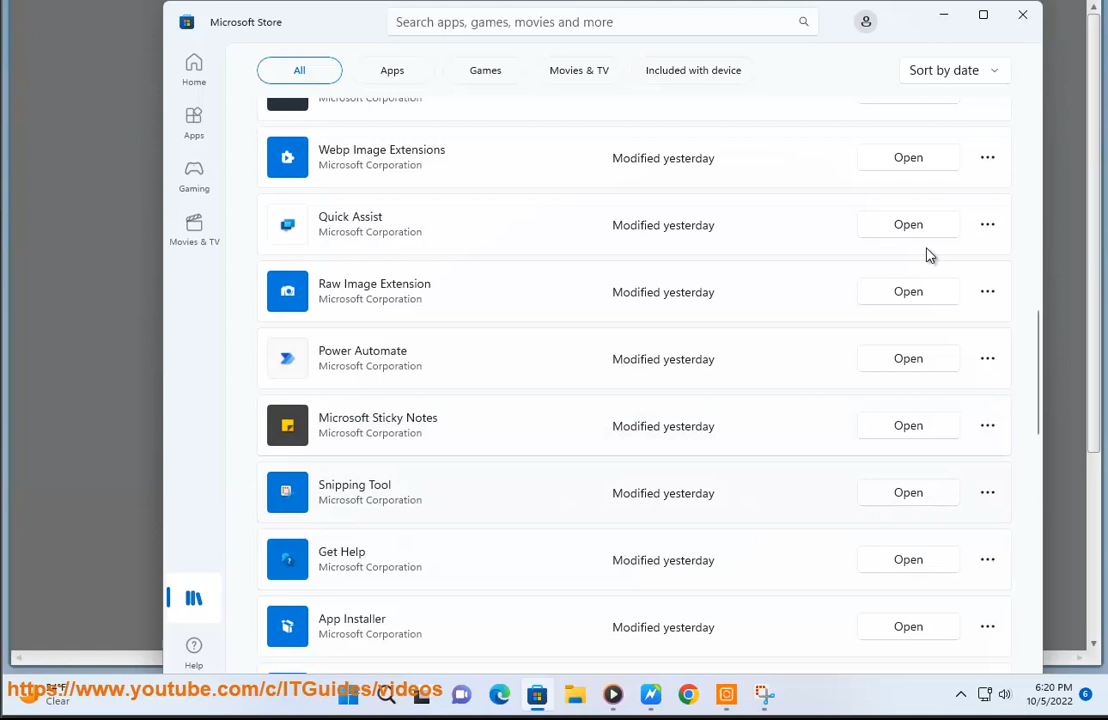 Microsoft Store
Search apps, games, movies and more
All
Apps
Games
Movies & TV
Included with device
Sort by date
Home
Apps
Gaming
Movies & TV
Help
Microsoft Corporation
Webp Image Extensions
Microsoft Corporation
Modified yesterday
Open
Quick Assist
Microsoft Corporation
Modified yesterday
Open
Raw Image Extension
Microsoft Corporation
Modified yesterday
Open
Power Automate
Microsoft Corporation
Modified yesterday
Open
Microsoft Sticky Notes
Microsoft Corporation
Modified yesterday
Open
Snipping Tool
Microsoft Corporation
Modified yesterday
Open
Get Help
Microsoft Corporation
Modified yesterday
Open
App Installer
Microsoft Corporation
Modified yesterday
Open
https://www.youtube.com/c/ITGuides/videos
Clear
6:20 PM
10/5/2022
6